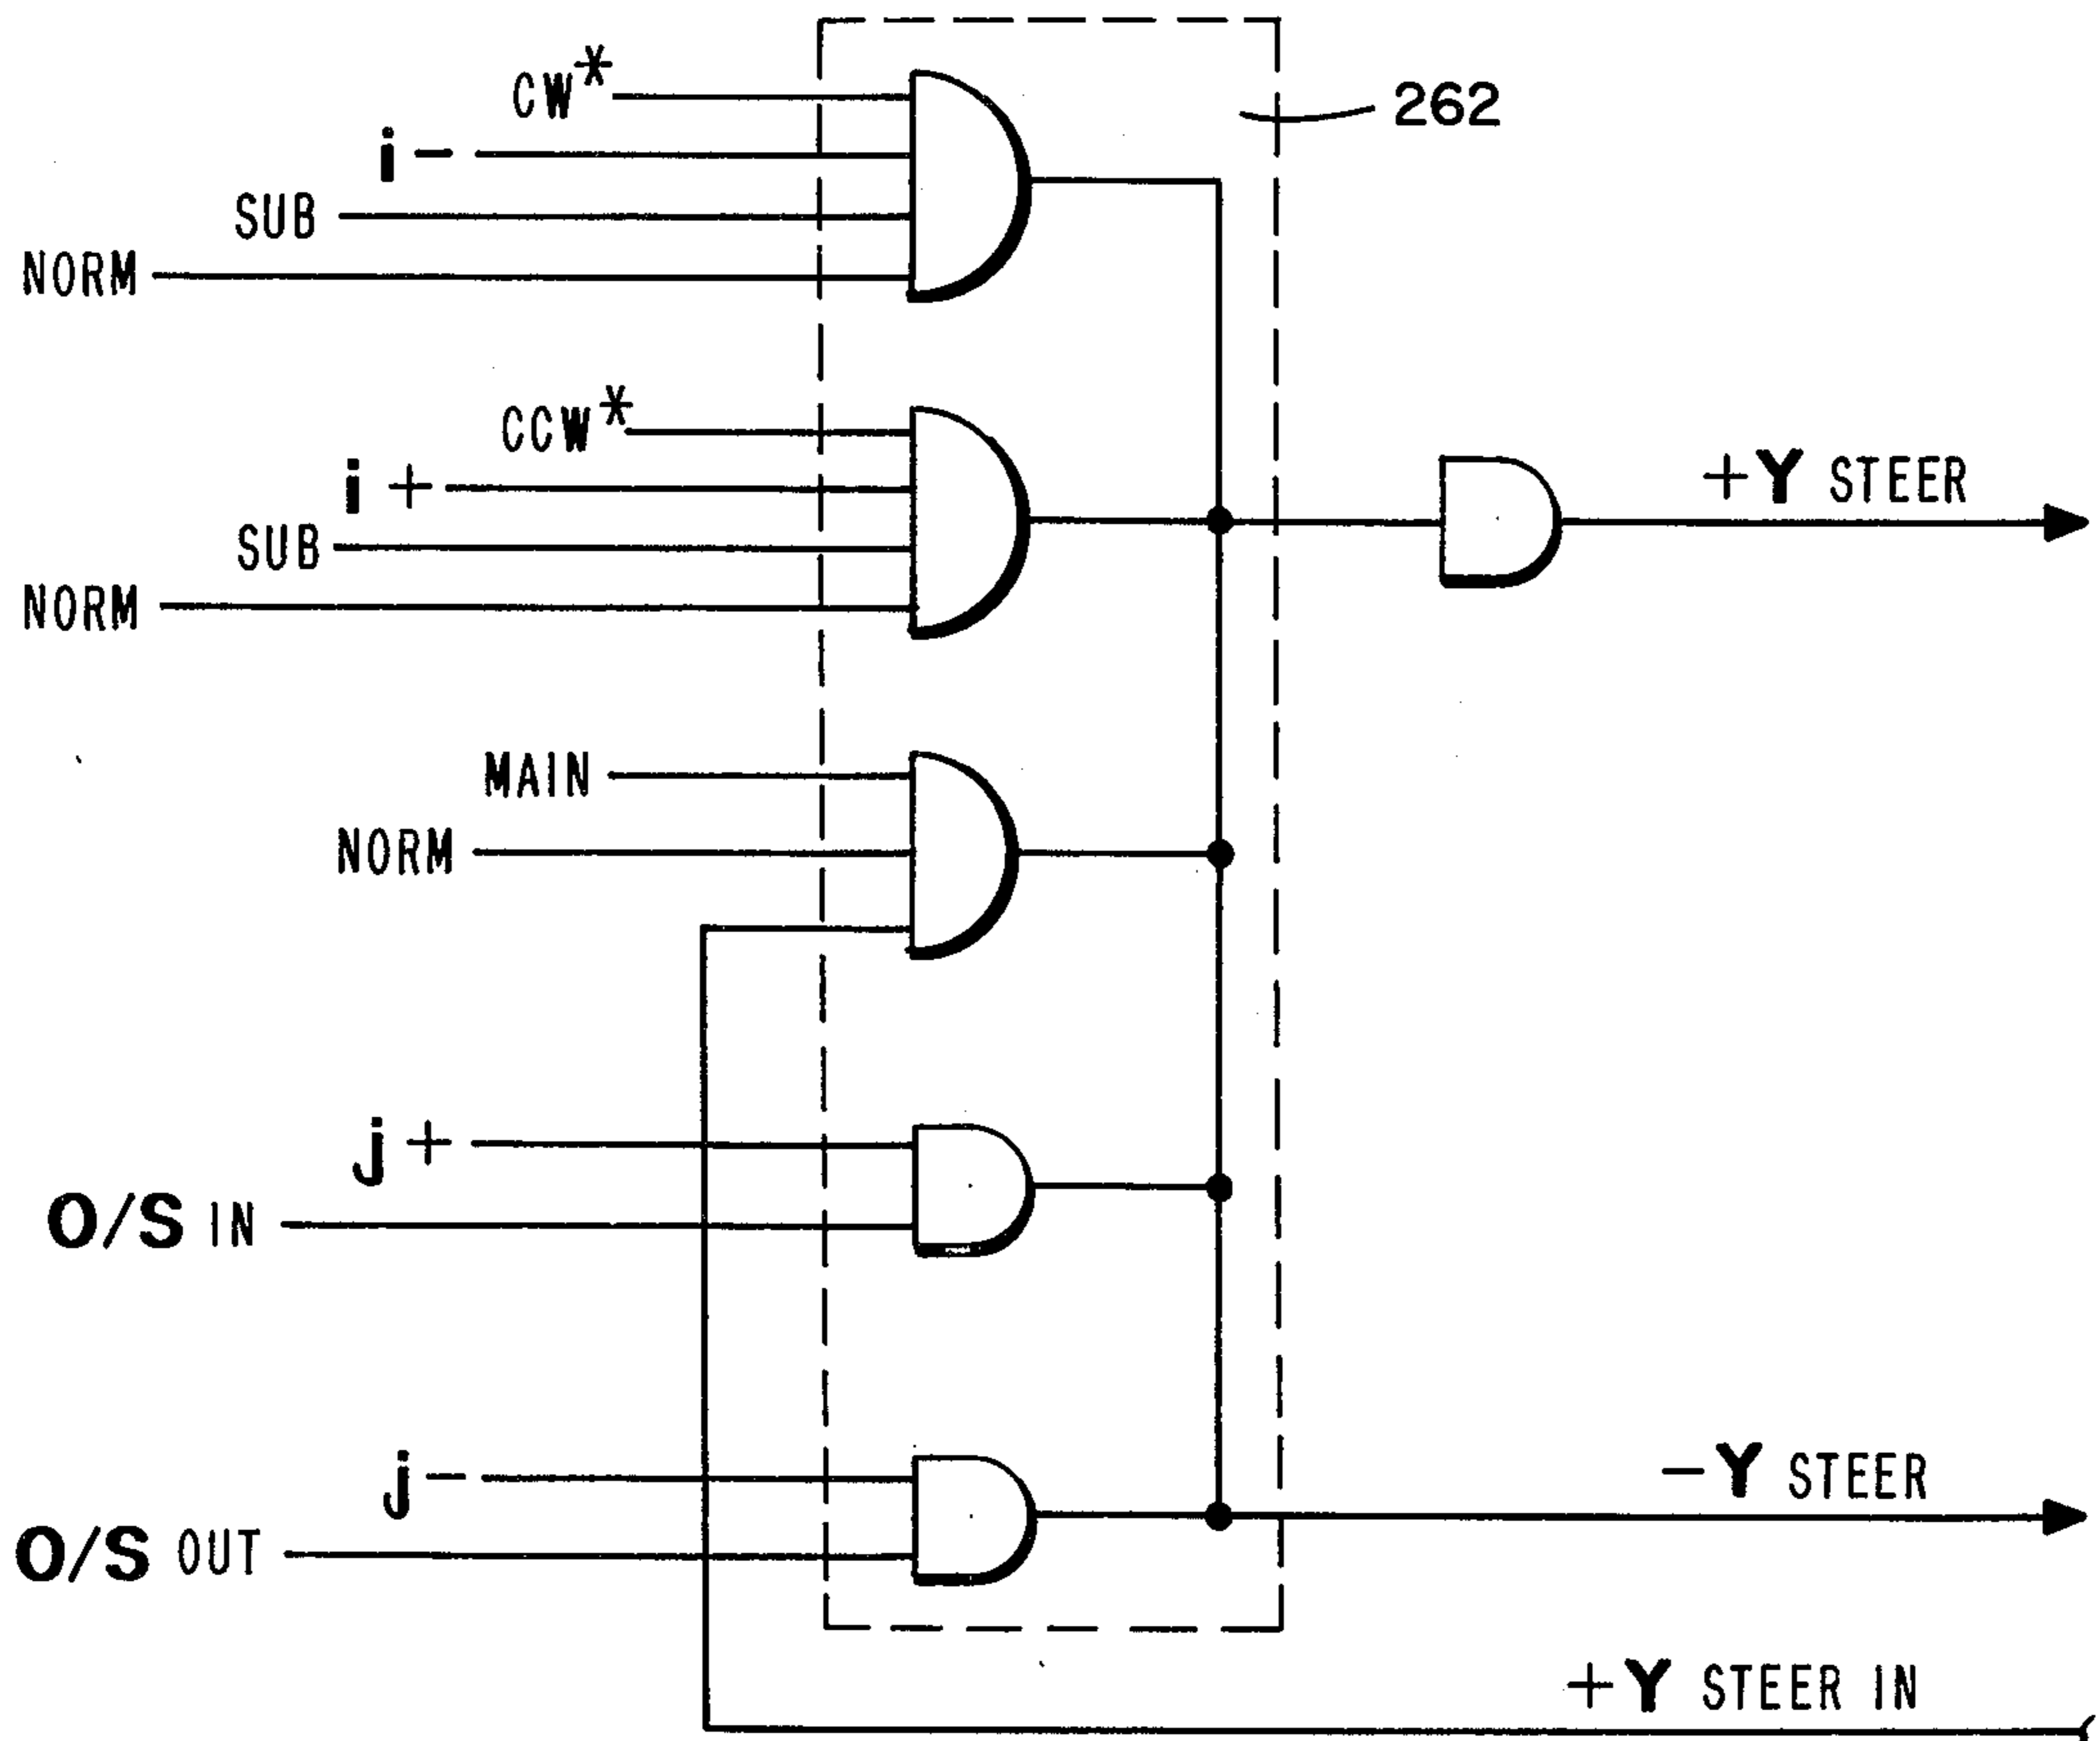 CW*
i-
SUB
NORM
262
CCW*
i+
SUB
NORM
+Y STEER
MAIN
NORM
j+
O/S IN
j-
O/S OUT
-Y STEER
+Y STEER IN